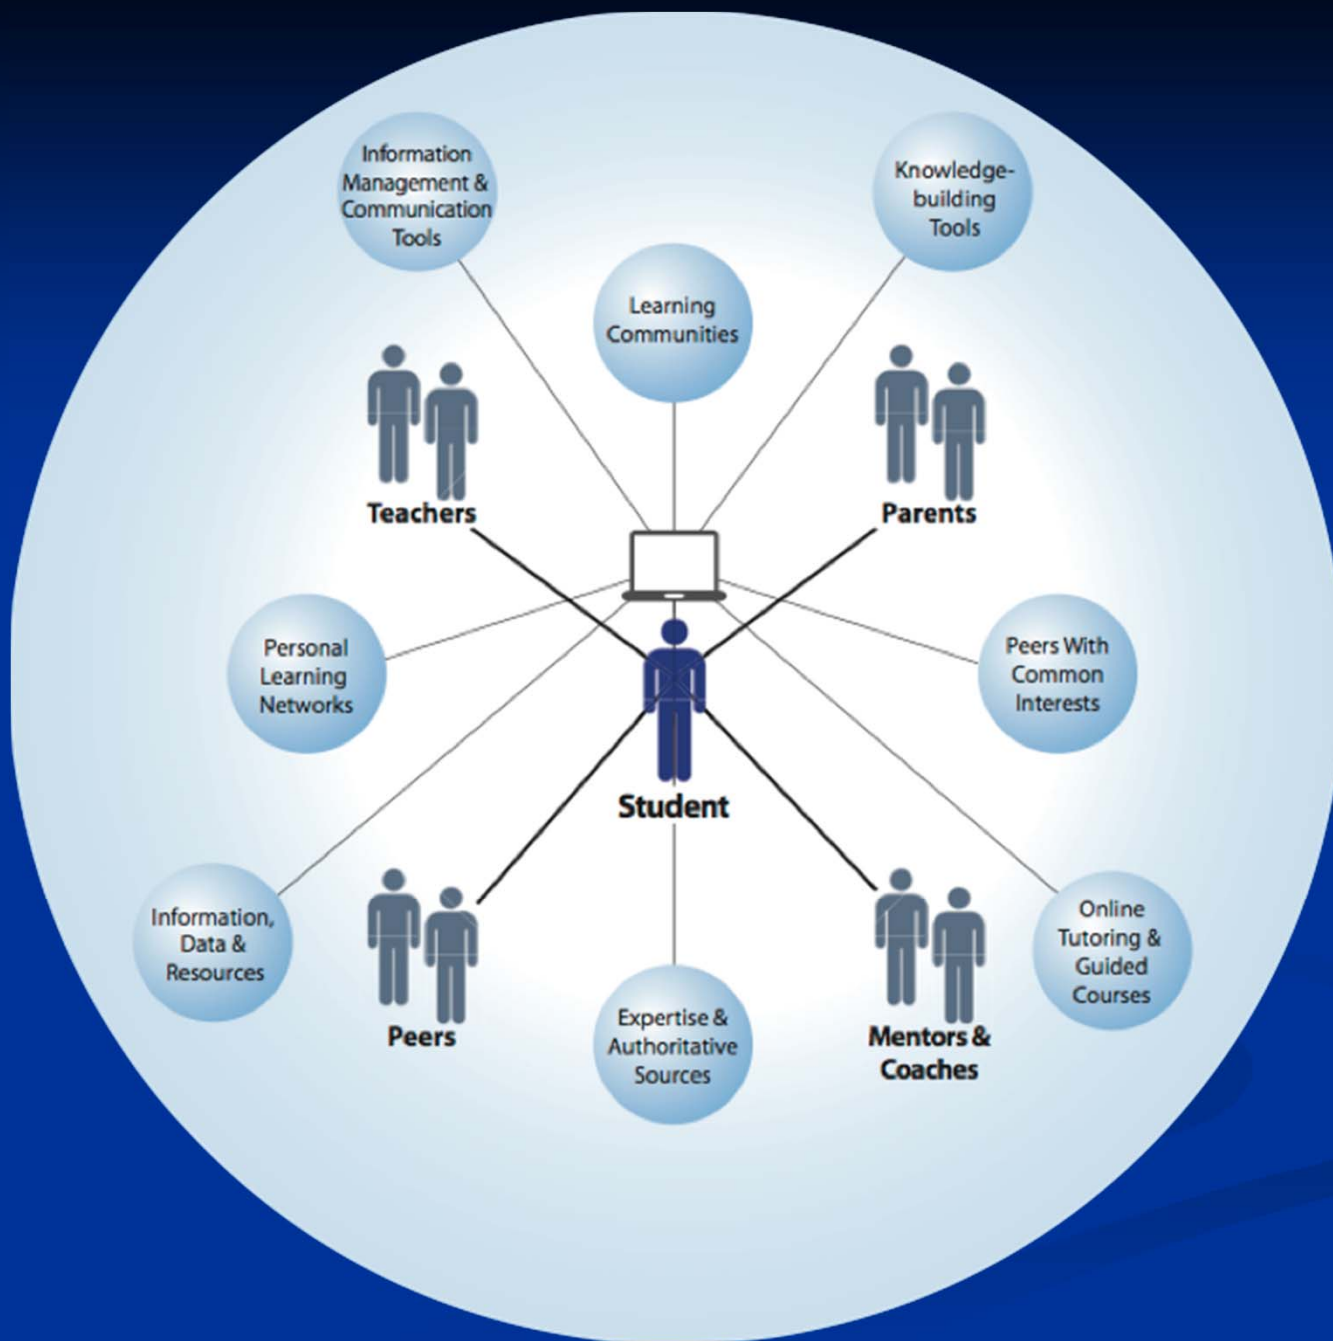 Information
Management &
Communication
Tools
Knowledge-
building
Tools
Learning
Communities
Teachers
Parents
Personal
Learning
Networks
Peers With
Common
Interests
Student
Information,
Data &
Resources
Peers
Expertise &
Authoritative
Sources
Mentors &
Coaches
Online
Tutoring &
Guided
Courses